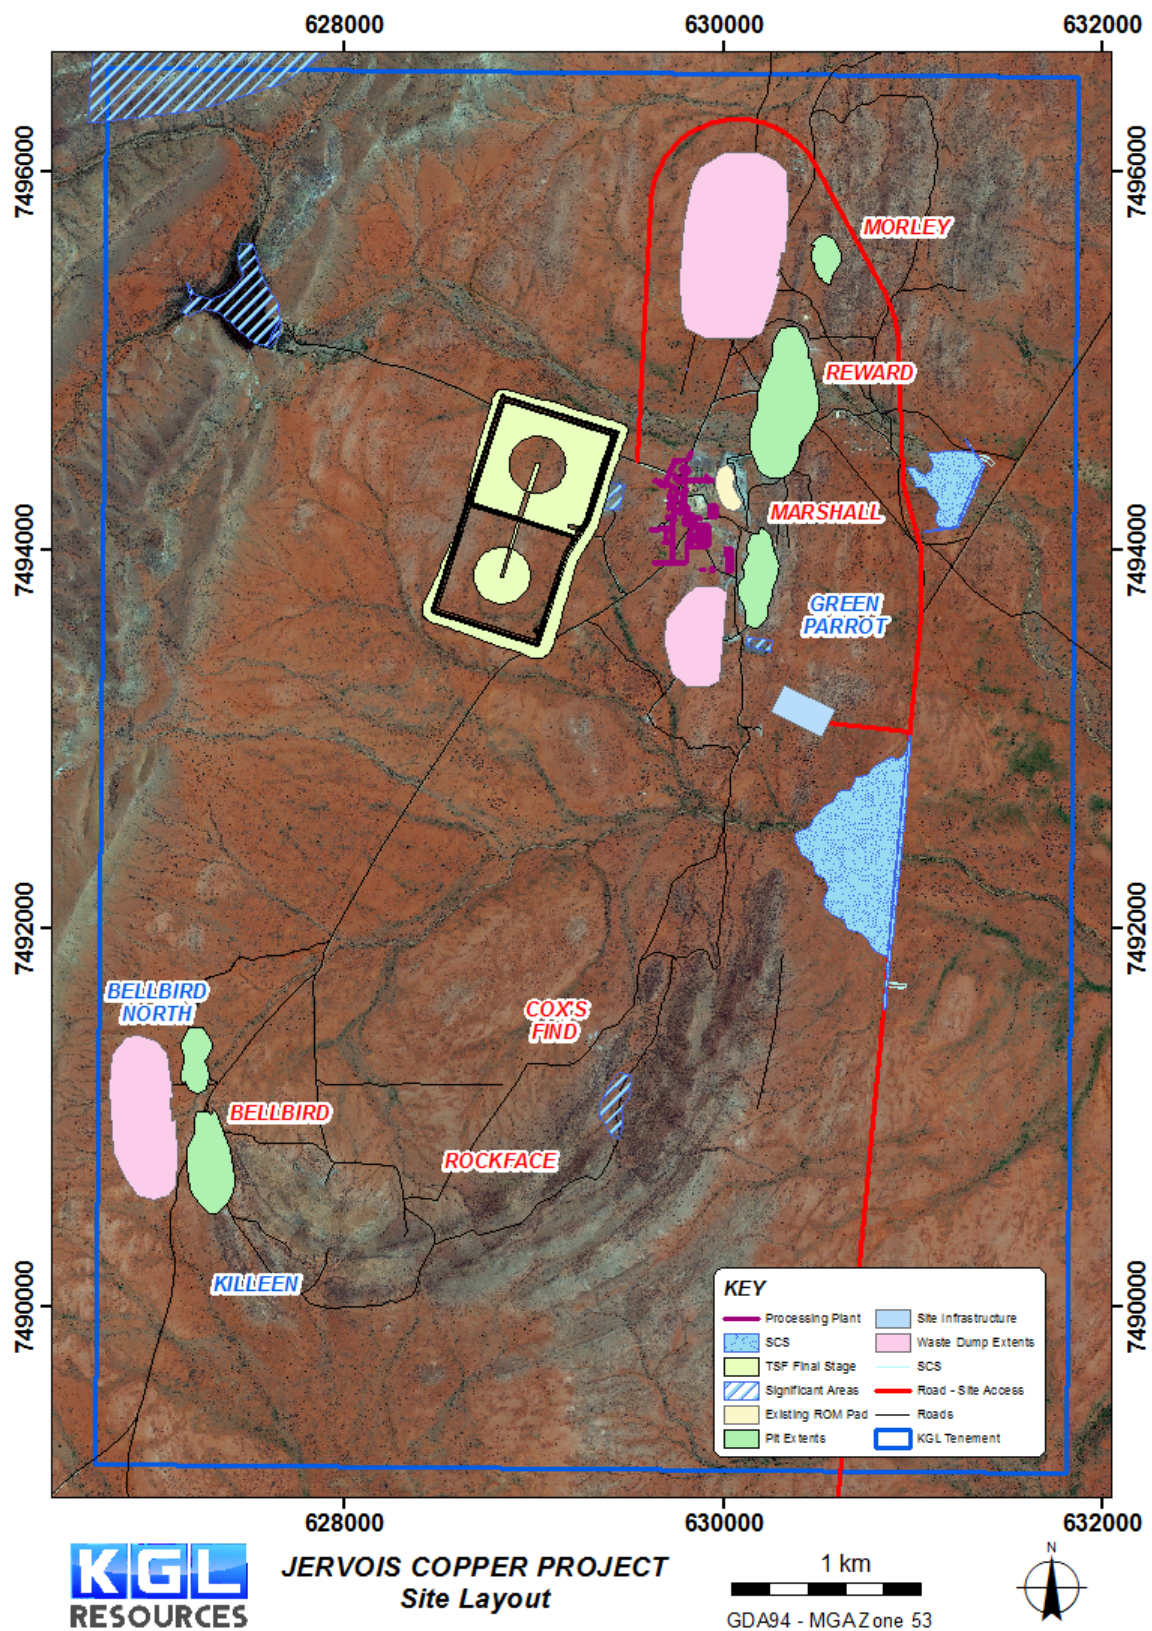 628000
630000
632000
7496000
7496000
MORLEY
REWARD
MARSHALL
7494000
7494000
GREEN
PARROT
7492000
7492000
BELLBIRD
NORTH
COX'S
FIND
BELLBIRD
ROCKFACE
KILLEEN
7490000
7490000
KEY
Processing Plant
Site Infrastructure
SCS
Waste Dump Extents
TSF Final Stage
SCS
Significant Areas
Road - Site Access
Existing ROM Pad
Roads
Pit Extents
KGL Tenement
628000
630000
632000
KGL
RESOURCES
JERVOIS COPPER PROJECT
Site Layout
1 km
GDA94 - MGA Zone 53
N